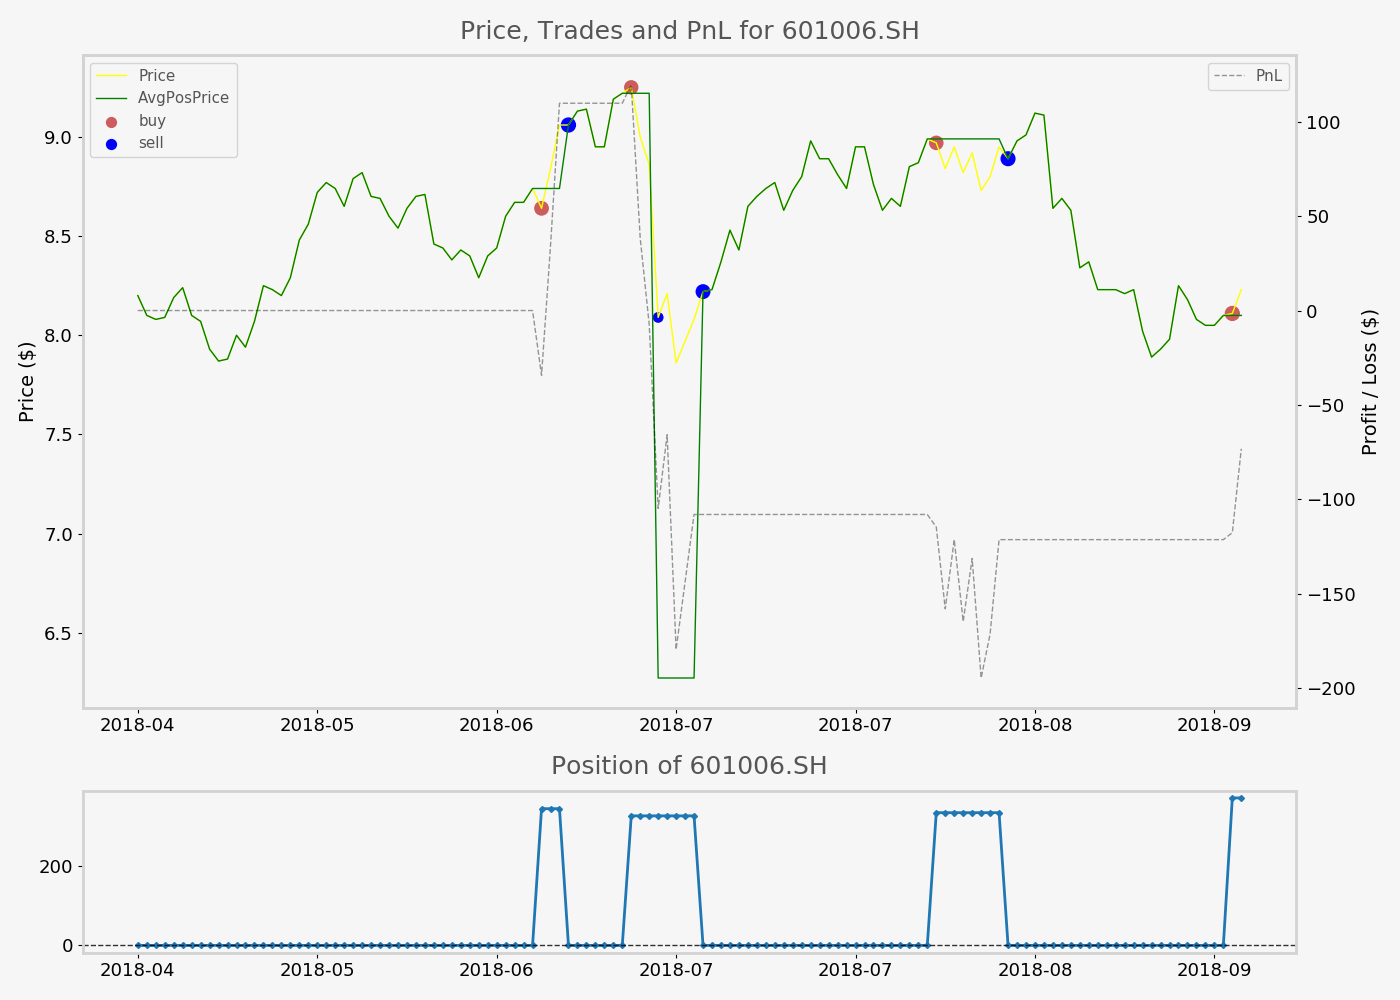 Price, Trades and PnL for 601006.SH
Price
AvgPosPrice
buy
sell
PnL
9.0
8.5
8.0
7.5
7.0
6.5
Price ($)
100
50
0
−50
−100
−150
−200
Profit / Loss ($)
2018-04 2018-05 2018-06 2018-07 2018-07 2018-08 2018-09
Position of 601006.SH
200
0
2018-04 2018-05 2018-06 2018-07 2018-07 2018-08 2018-09